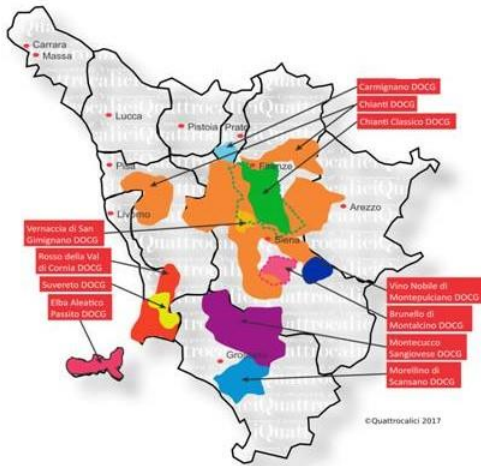 Carrara
Massa
Lucca
Pistoia
Prato
Pisa
Firenze
Livorno
Arezzo
Siena
Carmignano DOCG
Chianti DOCG
Chianti Classico DOCG
Vernaccia di San
Gimignano DOCG
Rosso della Val
di Cornia DOCG
Suvereto DOCG
Elba Aleatico
Passito DOCG
Vino Nobile di
Montepulciano DOCG
Brunello di
Montalcino DOCG
Montecucco
Sangiovese DOCG
Morellino di
Scansano DOCG
©Quattrocalici 2017